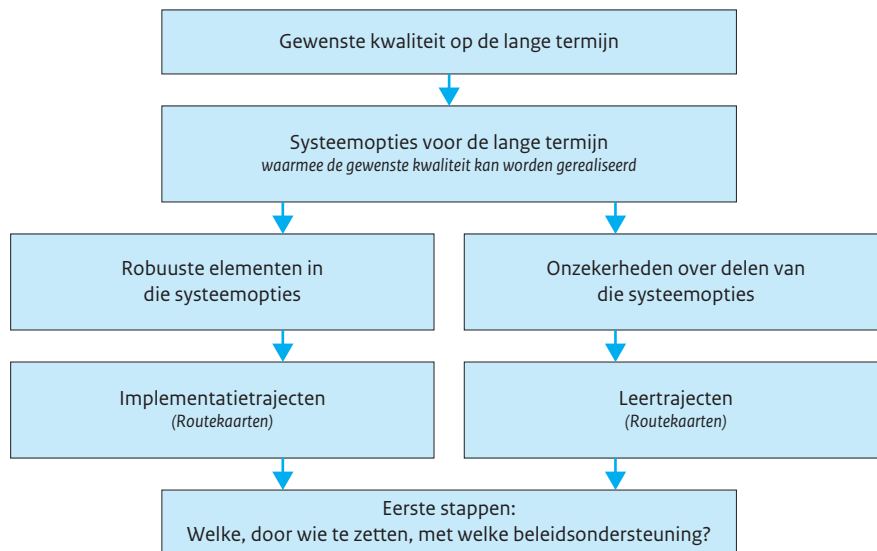 Gewenste kwaliteit op de lange termijn
Systeemopties voor de lange termijn
waarmee de gewenste kwaliteit kan worden gerealiseerd
Robuuste elementen in
die systeemopties
Onzekerheden over delen van
die systeemopties
Implementatietrajecten
(Routekaarten)
Leertrajecten
(Routekaarten)
Eerste stappen:
Welke, door wie te zetten, met welke beleidsondersteuning?